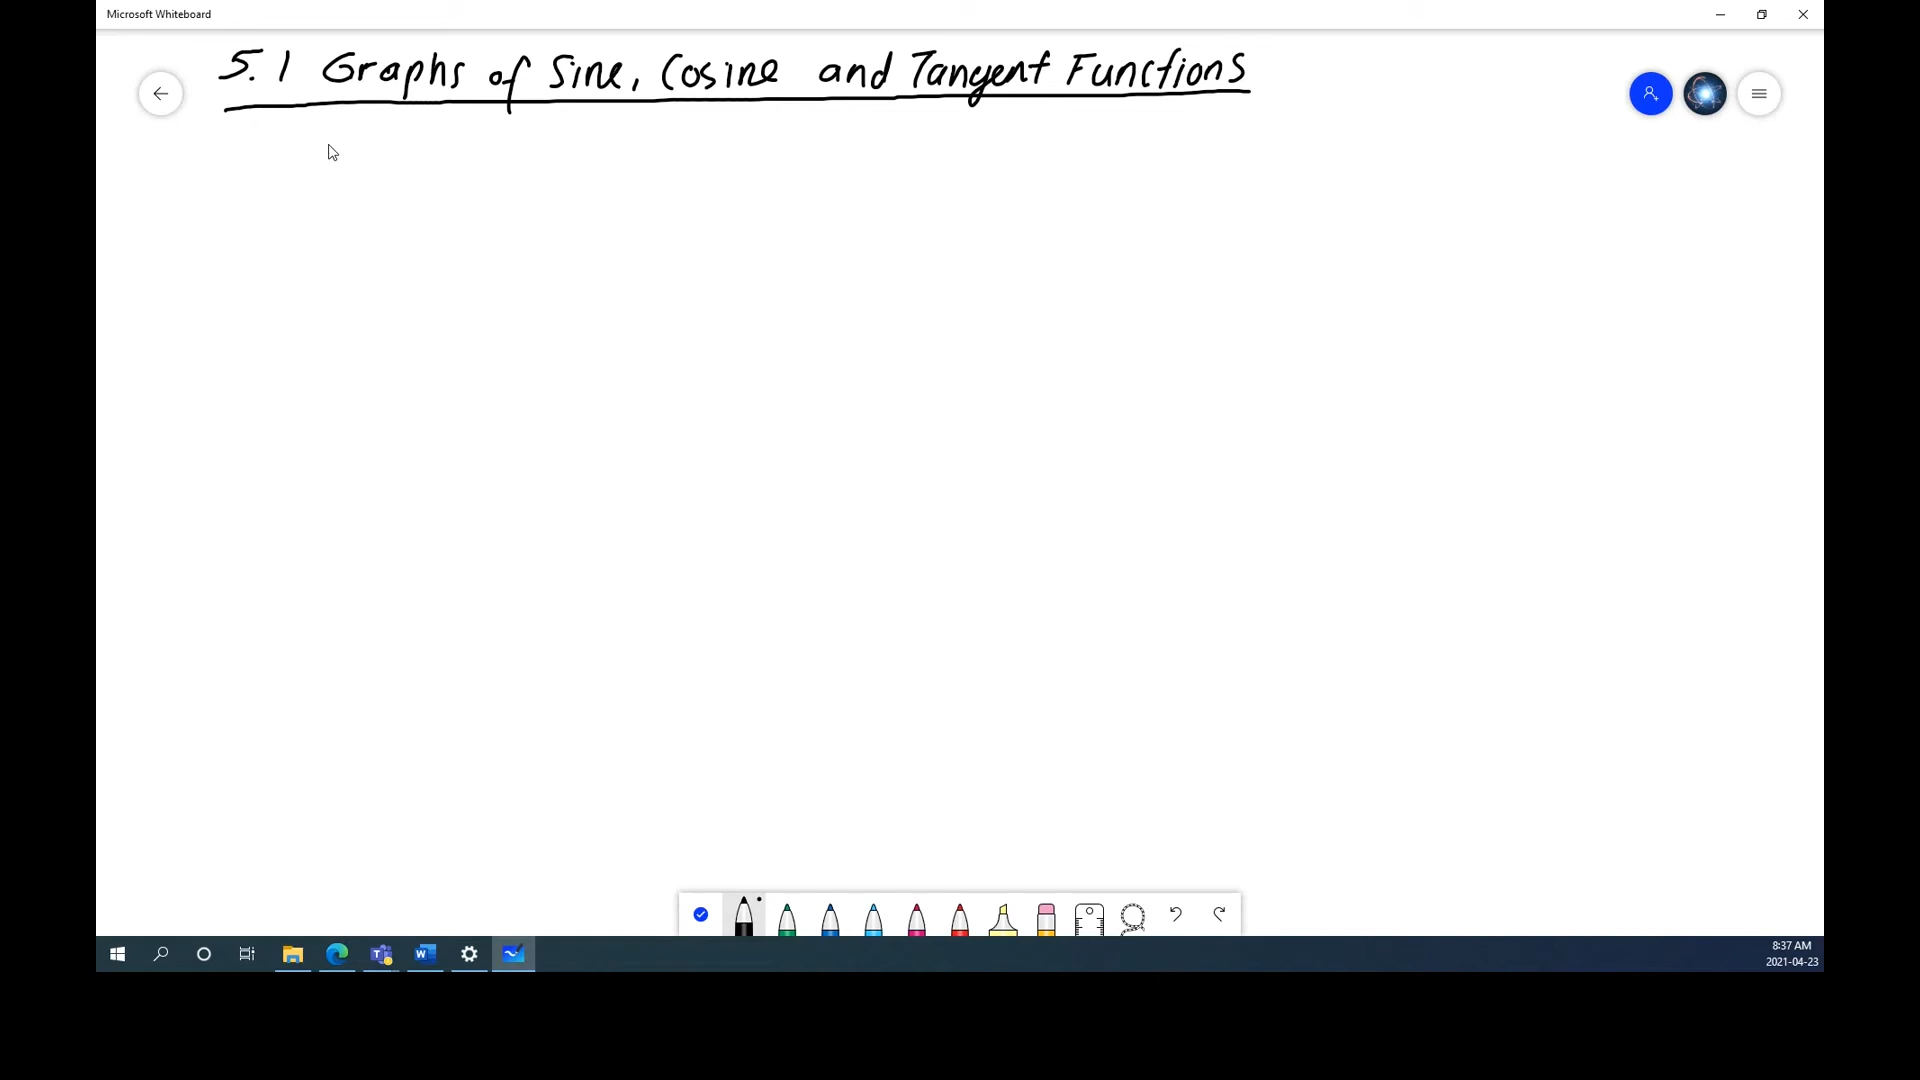 Microsoft Whiteboard
5.1 Graphs of Sine, Cosine and Tangent Functions
8:37 AM
2021-04-23